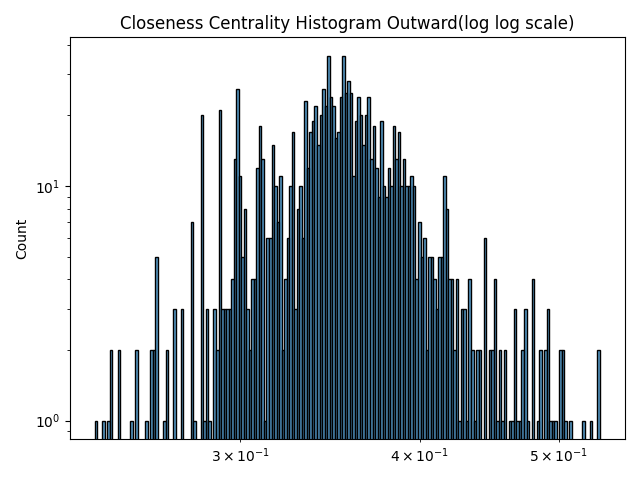 Closeness Centrality Histogram Outward(log log scale)
Count
10¹
10⁰
3 × 10⁻¹
4 × 10⁻¹
5 × 10⁻¹